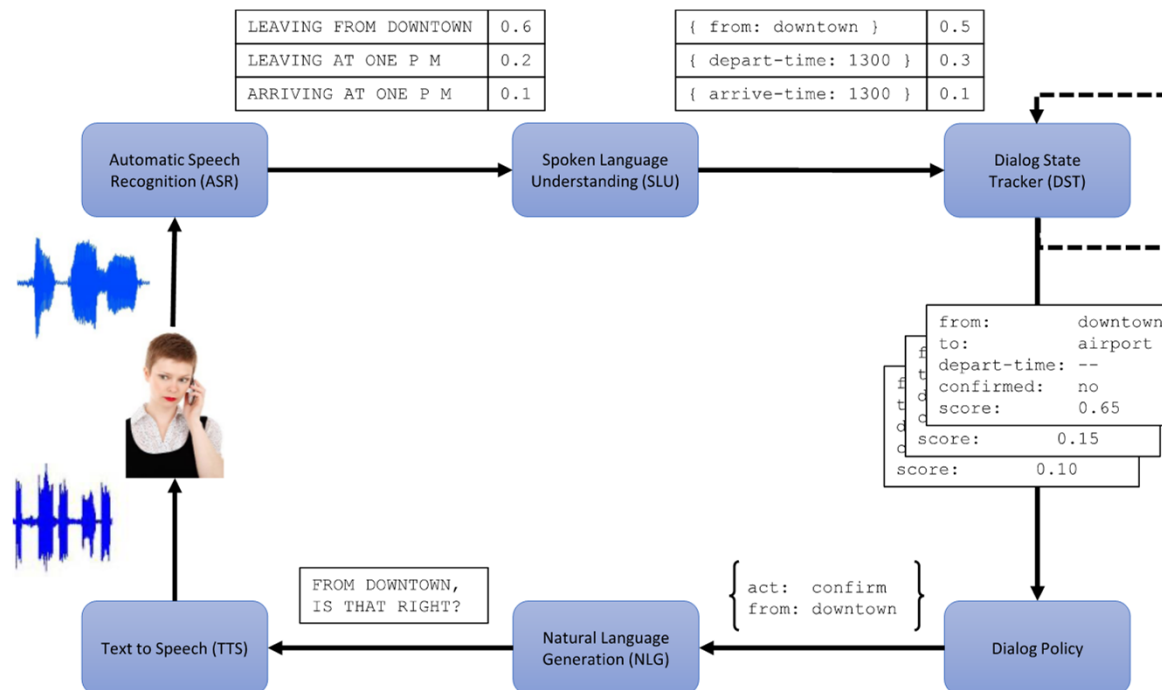 LEAVING FROM DOWNTOWN 0.6
LEAVING AT ONE P M 0.2
ARRIVING AT ONE P M 0.1
{ from: downtown } 0.5
{ depart-time: 1300 } 0.3
{ arrive-time: 1300 } 0.1
Automatic Speech
Recognition (ASR)
Spoken Language
Understanding (SLU)
Dialog State
Tracker (DST)
from: downtown
to: airport
depart-time: --
confirmed: no
score: 0.65
f
t
d
c
score: 0.15
f
t
d
c
score: 0.10
act: confirm
from: downtown
FROM DOWNTOWN,
IS THAT RIGHT?
Text to Speech (TTS)
Natural Language
Generation (NLG)
Dialog Policy